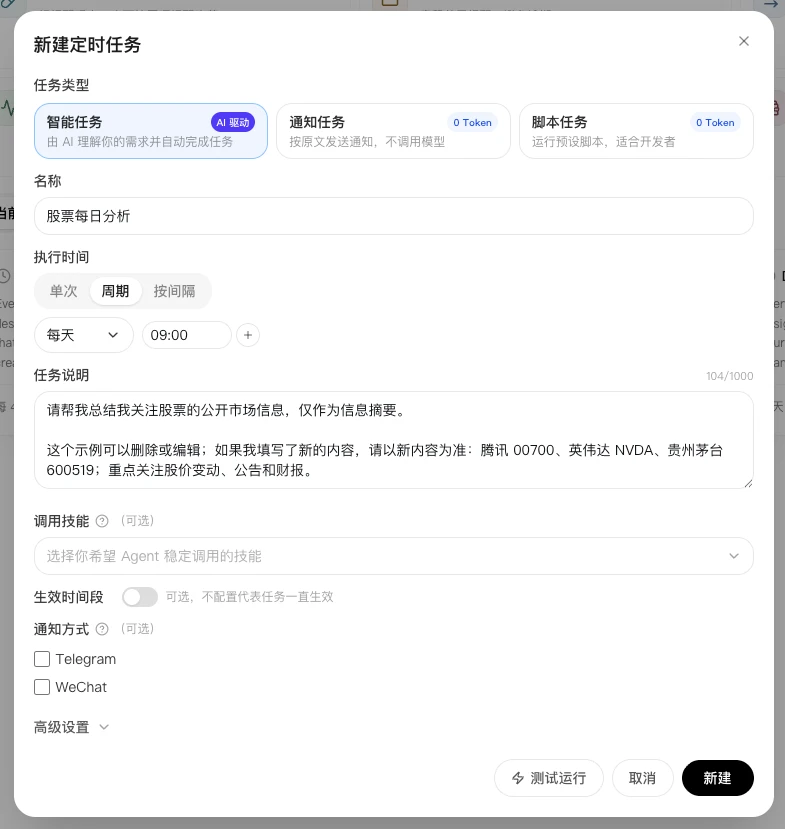 新建定时任务
任务类型
智能任务 AI 驱动
由 AI 理解你的需求并自动完成任务
通知任务 0 Token
按原文发送通知，不调用模型
脚本任务 0 Token
运行预设脚本，适合开发者
名称
股票每日分析
执行时间
单次 周期 按间隔
每天 09:00 +
任务说明 104/1000
请帮我总结我关注股票的公开市场信息，仅作为信息摘要。
这个示例可以删除或编辑；如果我填写了新的内容，请以新内容为准：腾讯 00700、英伟达 NVDA、贵州茅台
600519；重点关注股价变动、公告和财报。
调用技能 ? （可选）
选择你希望 Agent 稳定调用的技能
生效时间段 可选，不配置代表任务一直生效
通知方式 ? （可选）
Telegram
WeChat
高级设置
测试运行 取消 新建